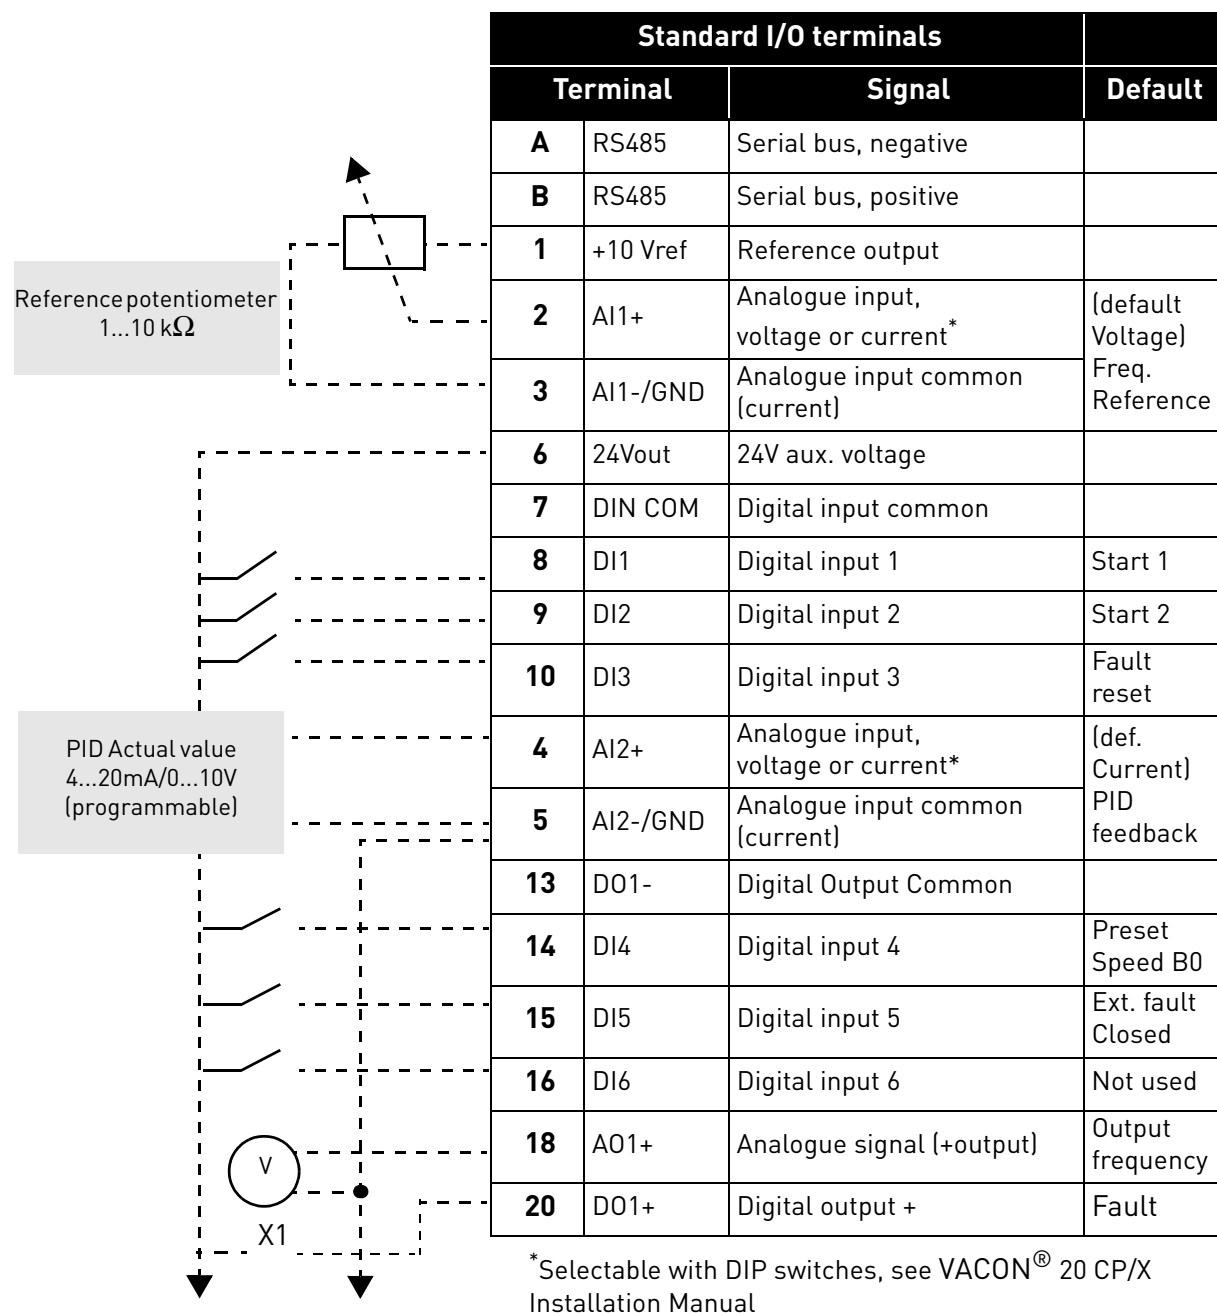 Standard I/O terminals
Terminal Signal Default
A RS485 Serial bus, negative
B RS485 Serial bus, positive
1 +10 Vref Reference output
Reference potentiometer
1...10 kΩ
2 AI1+ Analogue input,
voltage or current*
(default
Voltage)
Freq.
Reference
3 AI1-/GND Analogue input common
(current)
6 24Vout 24V aux. voltage
7 DIN COM Digital input common
8 DI1 Digital input 1 Start 1
9 DI2 Digital input 2 Start 2
10 DI3 Digital input 3 Fault
reset
PID Actual value
4...20mA/0...10V
(programmable)
4 AI2+ Analogue input,
voltage or current*
(def.
Current)
PID
feedback
5 AI2-/GND Analogue input common
(current)
13 DO1- Digital Output Common
14 DI4 Digital input 4 Preset
Speed B0
15 DI5 Digital input 5 Ext. fault
Closed
16 DI6 Digital input 6 Not used
V
18 AO1+ Analogue signal (+output) Output
frequency
20 DO1+ Digital output + Fault
X1
*Selectable with DIP switches, see VACON® 20 CP/X
Installation Manual